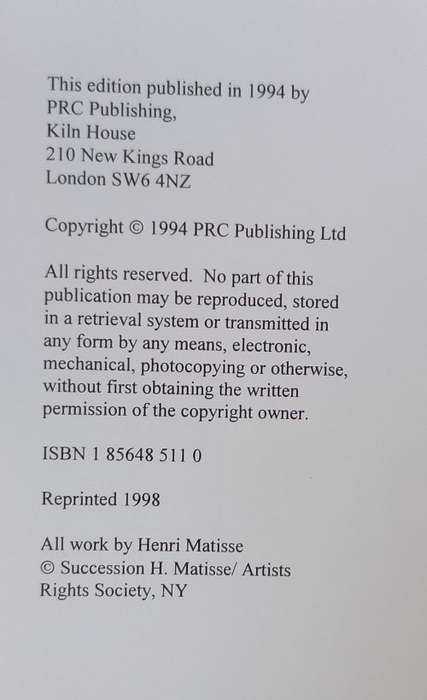 This edition published in 1994 by
PRC Publishing,
Kiln House
210 New Kings Road
London SW6 4NZ
Copyright © 1994 PRC Publishing Ltd
All rights reserved. No part of this
publication may be reproduced, stored
in a retrieval system or transmitted in
any form by any means, electronic,
mechanical, photocopying or otherwise,
without first obtaining the written
permission of the copyright owner.
ISBN 1 85648 511 0
Reprinted 1998
All work by Henri Matisse
© Succession H. Matisse/ Artists
Rights Society, NY